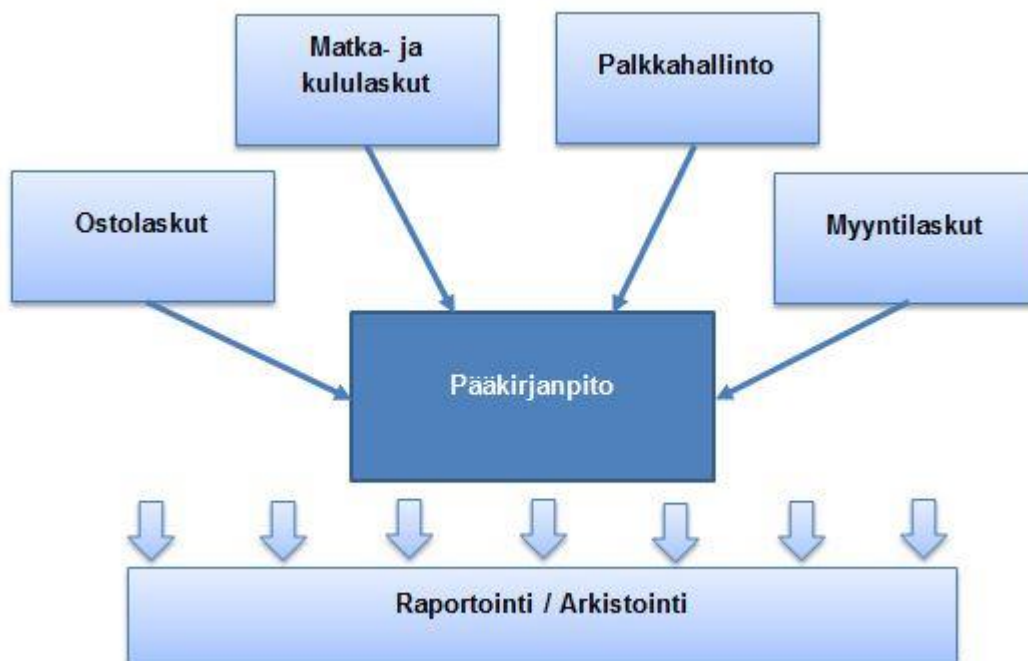 Matka- ja
kululaskut
Palkkahallinto
Ostolaskut
Myyntilaskut
Pääkirjanpito
Raportointi / Arkistointi